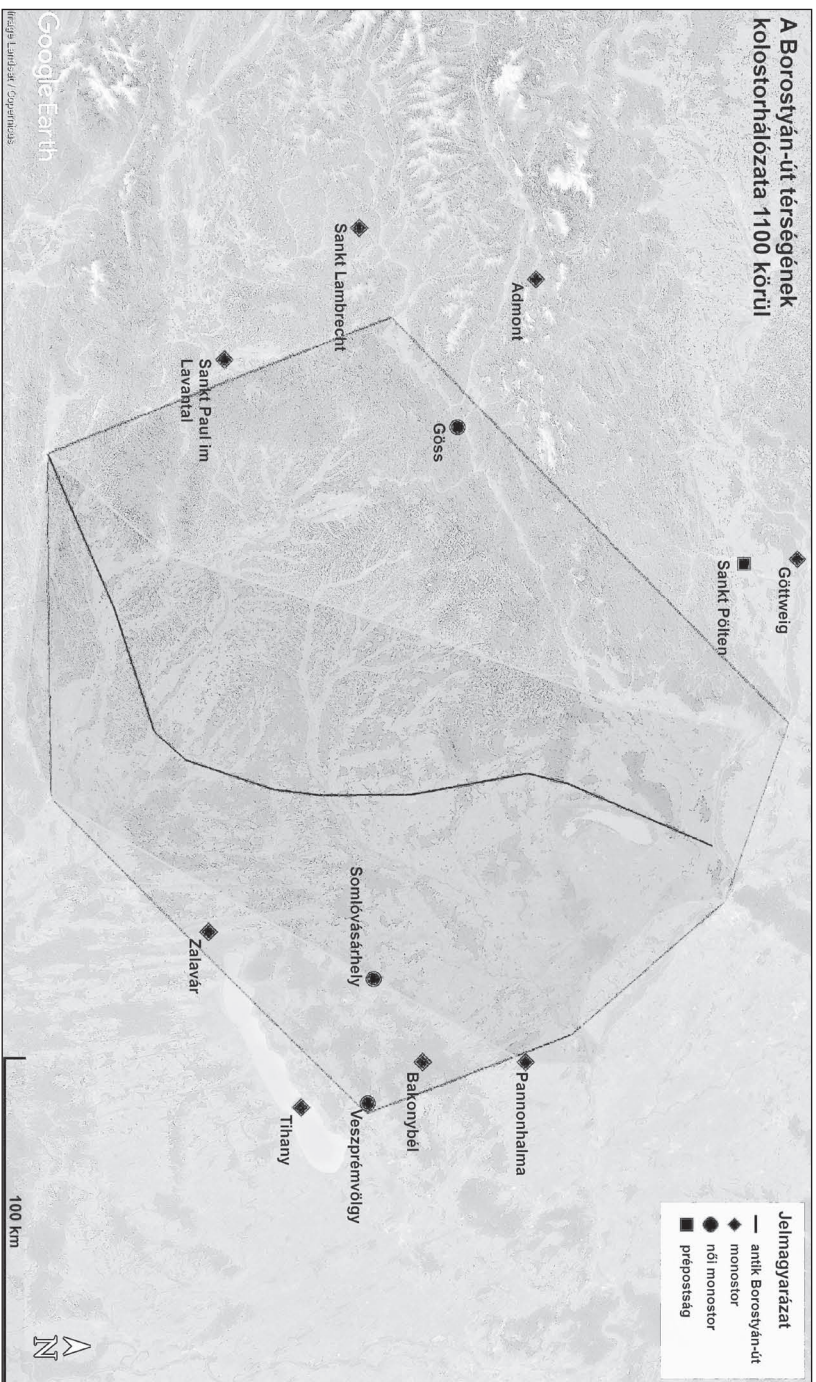 A Borostyán-út térségének
kolostorhálózata 1100 körül
Jelmagyarázat
antik Borostyán-út
monostor
női monostor
prépostság
Göttweig
Sankt Pölten
Admont
Göss
Sankt Lambrecht
Sankt Paul im
Lavantal
Pannonhalma
Bakonybél
Somlóvásárhely
Veszprémvölgy
Tihany
Zalavár
Google Earth
Image Landsat / Copernicus
100 km
N